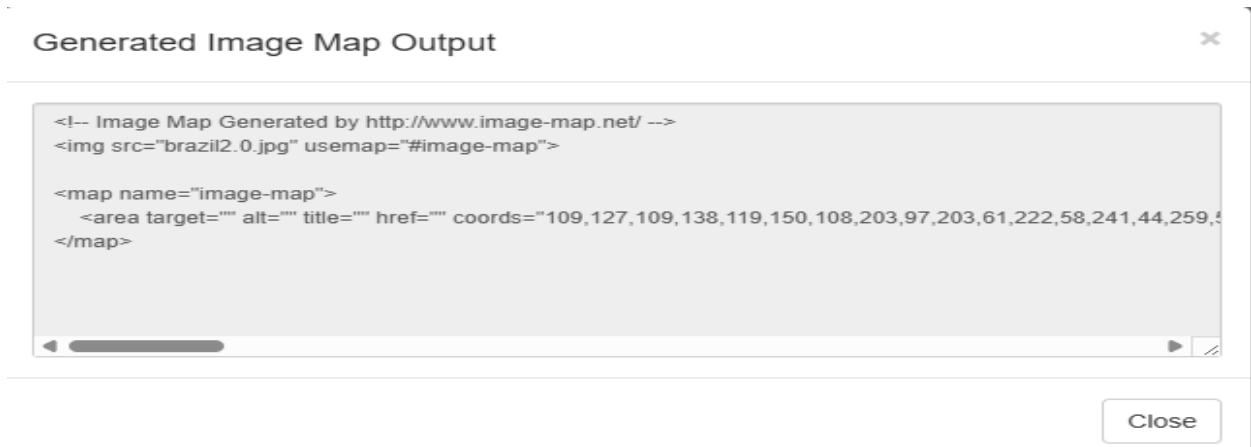 Generated Image Map Output
×
<!-- Image Map Generated by http://www.image-map.net/ -->
<img src="brazil2.0.jpg" usemap="#image-map">
<map name="image-map">
<area target="" alt="" title="" href="" coords="109,127,109,138,119,150,108,203,97,203,61,222,58,241,44,259,
</map>
Close